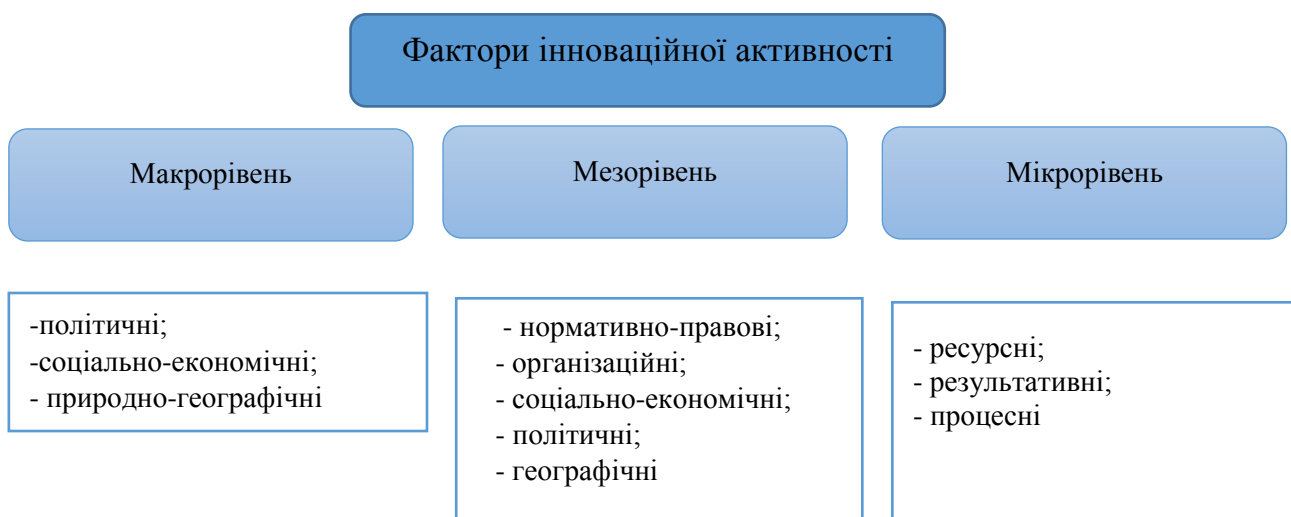 Фактори інноваційної активності
Макрорівень
Мезорівень
Мікрорівень
-політичні;
-соціально-економічні;
- природно-географічні
- нормативно-правові;
- організаційні;
- соціально-економічні;
- політичні;
- географічні
- ресурсні;
- результативні;
- процесні